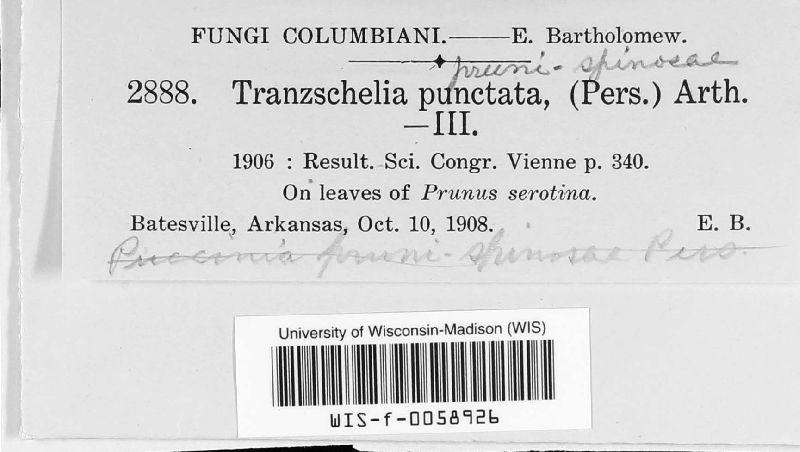 FUNGI COLUMBIANI.——E. Bartholomew.
pruni-spinosae
2888. Tranzschelia punctata, (Pers.) Arth.
—III.
1906 : Result. Sci. Congr. Vienne p. 340.
On leaves of Prunus serotina.
Batesville, Arkansas, Oct. 10, 1908. E. B.
Puccinia pruni-spinosae Pers.
University of Wisconsin-Madison (WIS)
WIS-f-0058926